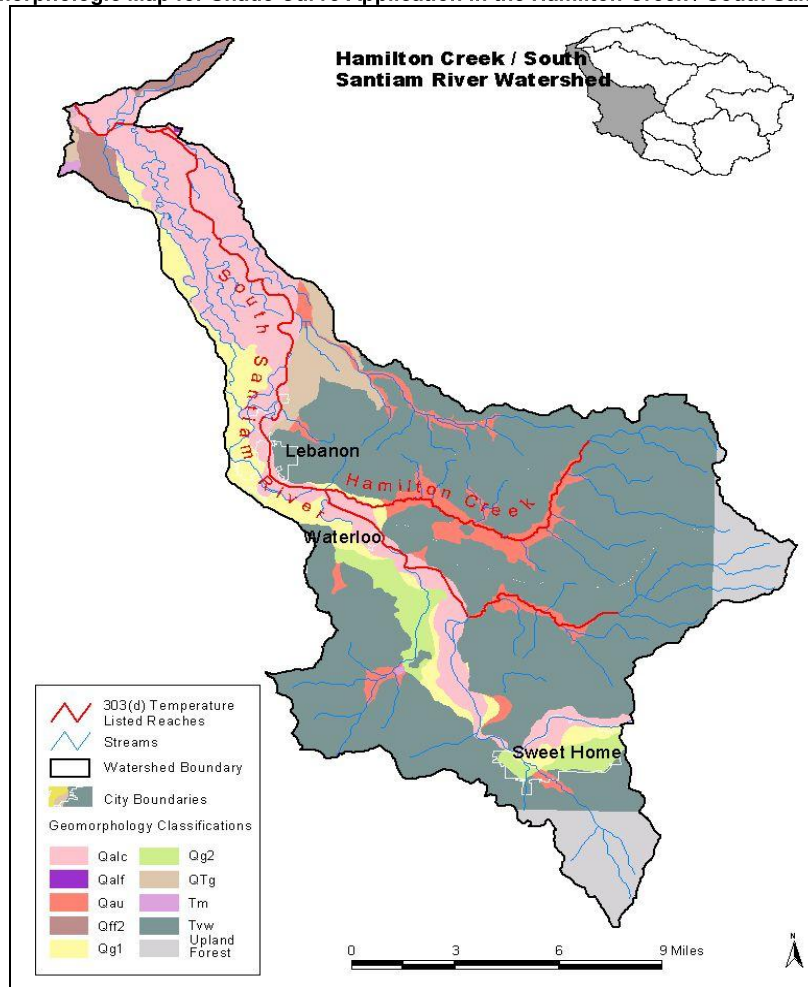 Hamilton Creek / South
Santiam River Watershed
South Santiam River
Lebanon
Hamilton Creek
Waterloo
Sweet Home
303(d) Temperature
Listed Reaches
Streams
Watershed Boundary
City Boundaries
Geomorphology Classifications
Qalc
Qg2
Qalf
QTg
Qau
Tm
Qff2
Tvw
Qg1
Upland
Forest
0 3 6 9 Miles
N